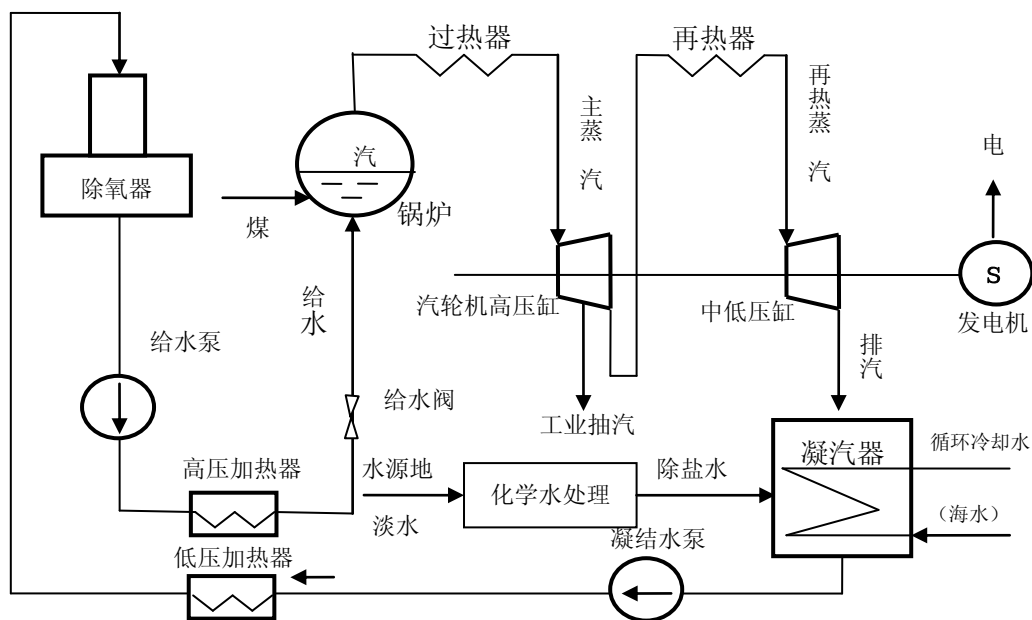 过热器
再热器
主蒸汽
再热蒸汽
电
汽
除氧器
煤
锅炉
S
给水
汽轮机高压缸
中低压缸
发电机
给水泵
排汽
给水阀
工业抽汽
凝汽器
循环冷却水
高压加热器
水源地
化学水处理
除盐水
淡水
(海水)
凝结水泵
低压加热器